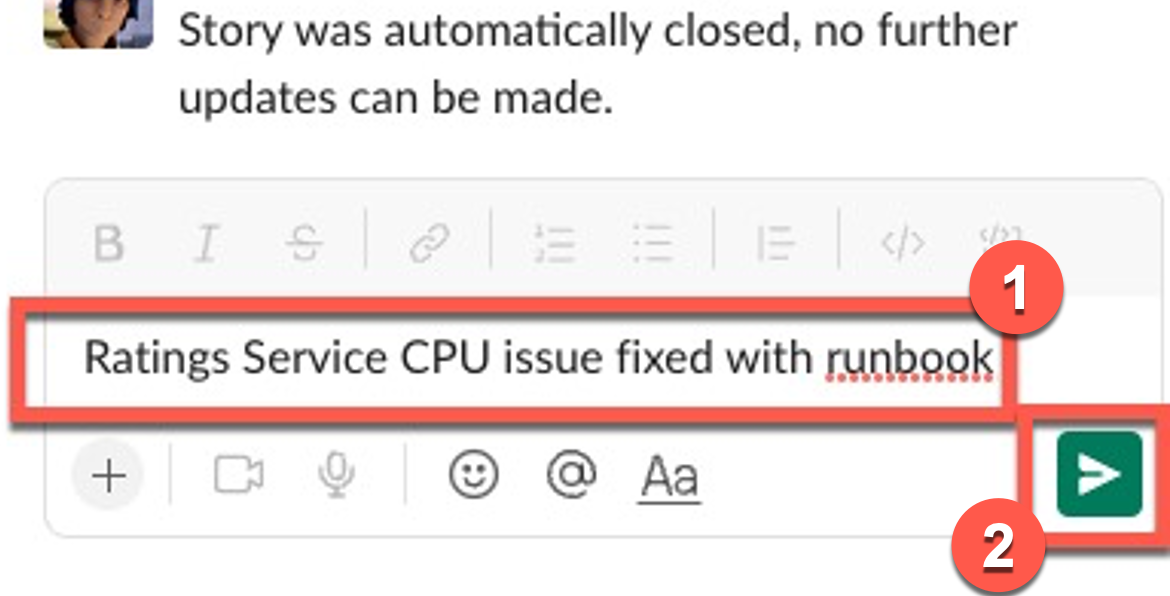 Story was automatically closed, no further
updates can be made.
B I S
1
Ratings Service CPU issue fixed with runbook
@ Aa
2